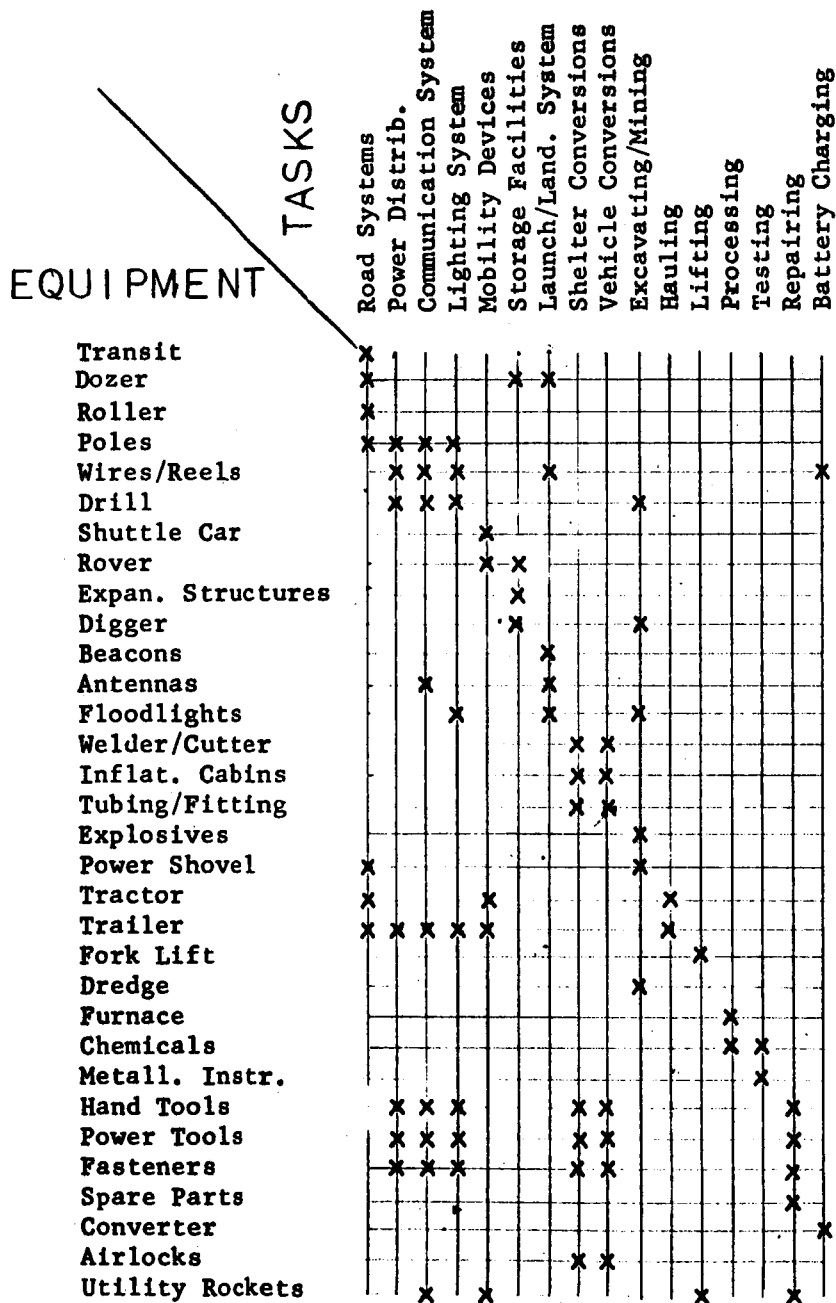 TASKS
EQUIPMENT
Road Systems
Power Distrib.
Communication System
Lighting System
Mobility Devices
Storage Facilities
Launch/Land. System
Shelter Conversions
Vehicle Conversions
Excavating/Mining
Hauling
Lifting
Processing
Testing
Repairing
Battery Charging
Transit X
Dozer X X X
Roller X
Poles X X X X
Wires/Reels X X X X X
Drill X X X X
Shuttle Car X
Rover X X
Expan. Structures X
Digger X X
Beacons X
Antennas X X
Floodlights X X X
Welder/Cutter X X
Inflat. Cabins X X
Tubing/Fitting X X
Explosives X
Power Shovel X X
Tractor X X X
Trailer X X X X X X
Fork Lift X
Dredge X
Furnace X
Chemicals X X
Metall. Instr. X
Hand Tools X X X X X X
Power Tools X X X X X X
Fasteners X X X X X X
Spare Parts X
Converter X
Airlocks X X
Utility Rockets X X X X